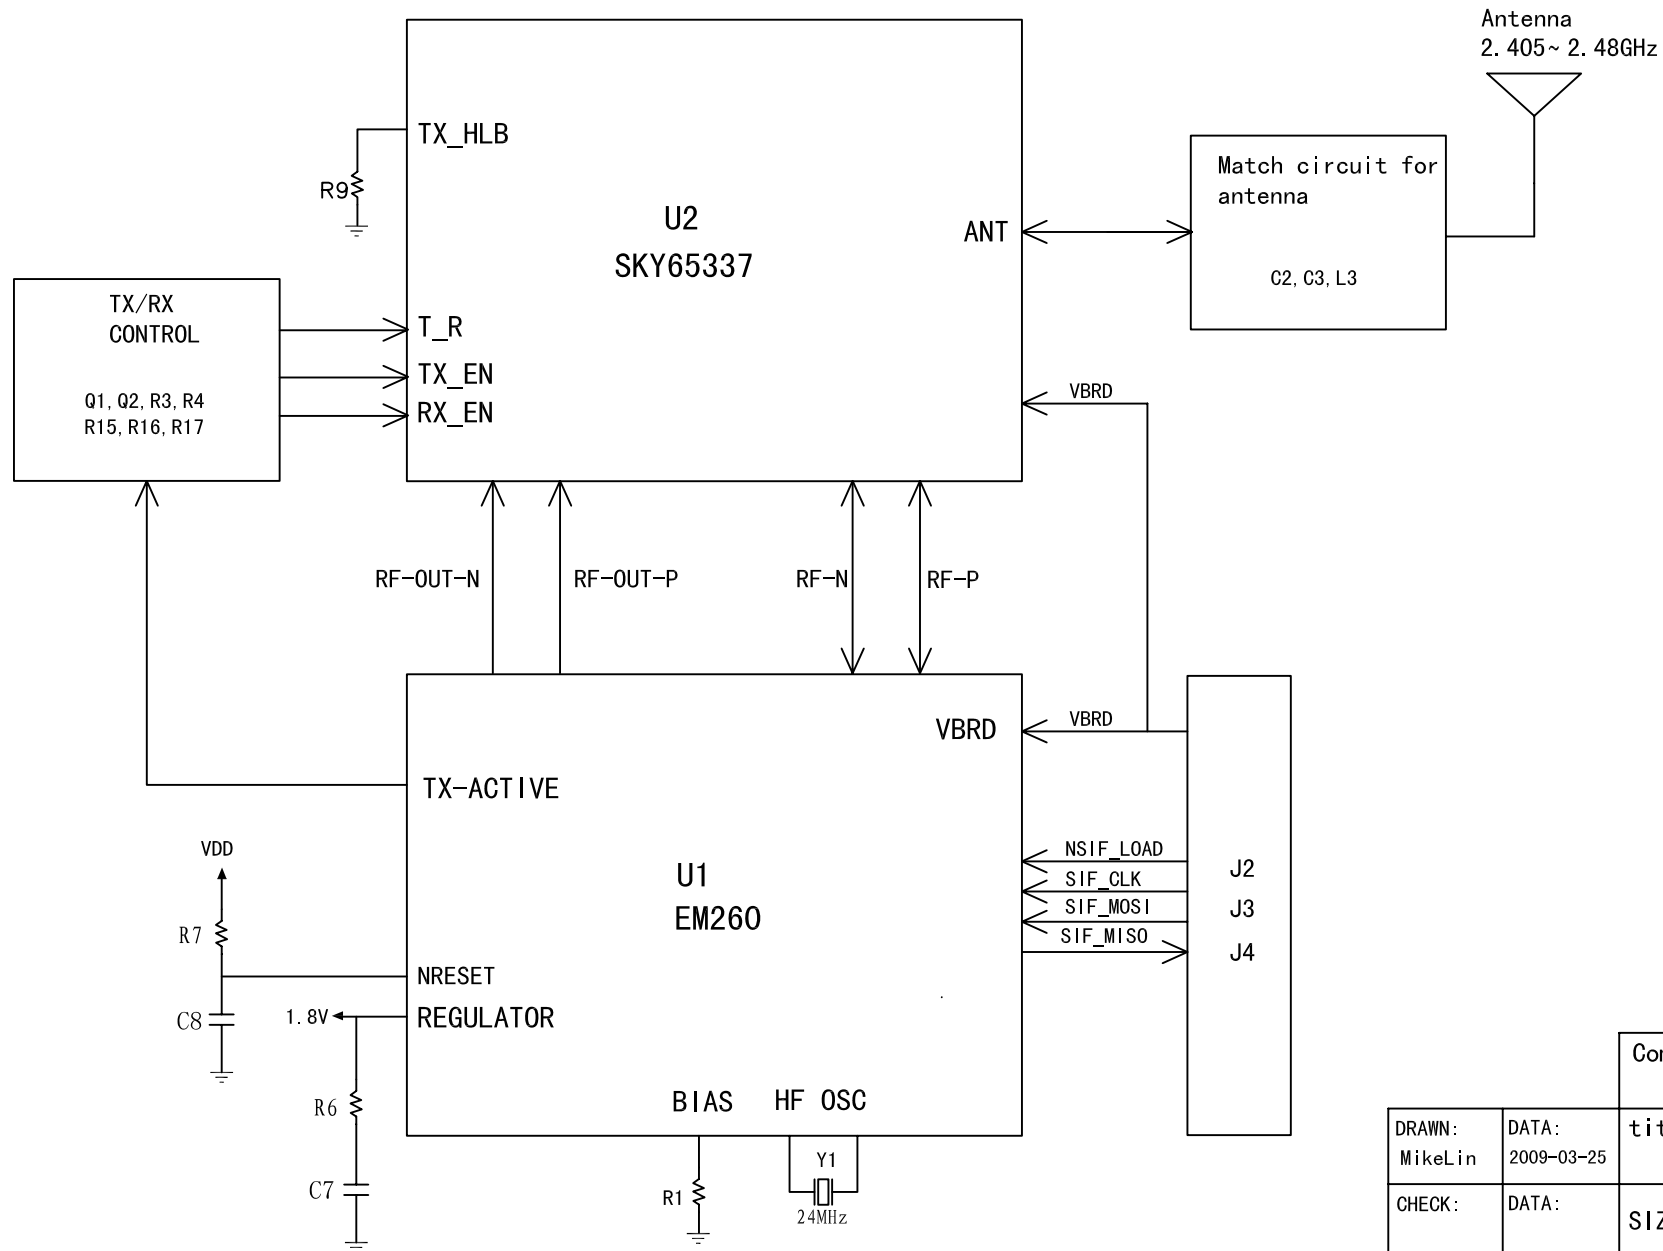 Antenna
2.405~2.48GHz
TX_HLB
R9
U2
SKY65337
ANT
Match circuit for
antenna
C2,C3,L3
TX/RX
CONTROL
Q1,Q2,R3,R4
R15,R16,R17
T_R
TX_EN
RX_EN
VBRD
RF-OUT-N
RF-OUT-P
RF-N
RF-P
VBRD
VBRD
TX-ACTIVE
U1
EM260
NSIF_LOAD
SIF_CLK
SIF_MOSI
SIF_MISO
J2
J3
J4
VDD
R7
NRESET
C8
1.8V
REGULATOR
R6
C7
BIAS
HF OSC
R1
Y1
24MHz
DRAWN:
MikeLin
DATA:
2009-03-25
CHECK:
DATA: